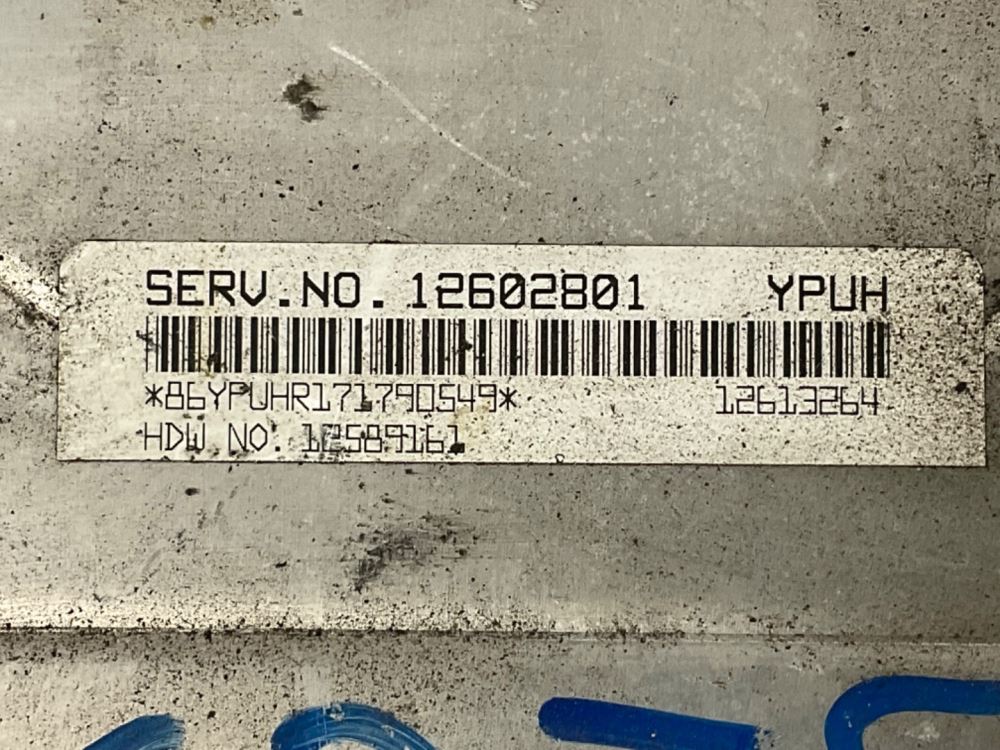 SERV.NO. 12602801 YPUH
*86YPUHR171790549*
12613264
HDW NO. 12589161